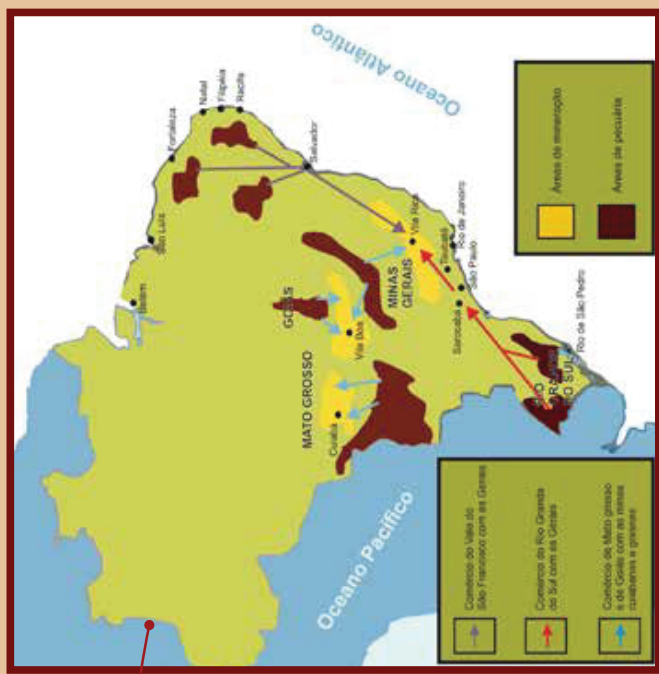 Oceano Atlântico
Belém
São Luís
Fortaleza
Natal
Filipéia
Recife
Salvador
GOIÁS
MATO GROSSO
Cuiabá
Vila Boa
MINAS
GERAIS
Vila Rica
Taubaté
Rio de Janeiro
São Paulo
Sorocaba
RIO
GRANDE
DO SUL
Rio de São Pedro
Oceano Pacífico
Áreas de mineração
Áreas de pecuária
Comércio do Vale do
São Francisco com as Gerais
Comércio do Rio Grande
do Sul com as Gerais
Comércio de Mato grosso
e de Goiás com as minas
cuiabanas e goianas